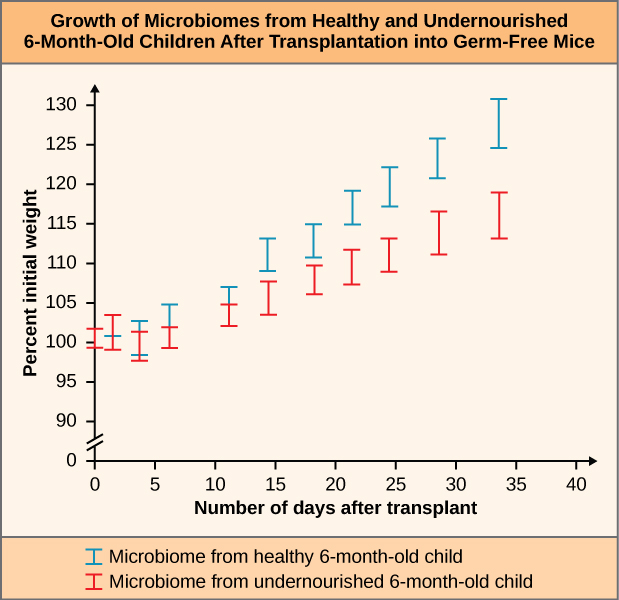 Growth of Microbiomes from Healthy and Undernourished
6-Month-Old Children After Transplantation into Germ-Free Mice
Percent initial weight
130
125
120
115
110
105
100
95
90
0
0 5 10 15 20 25 30 35 40
Number of days after transplant
Microbiome from healthy 6-month-old child
Microbiome from undernourished 6-month-old child